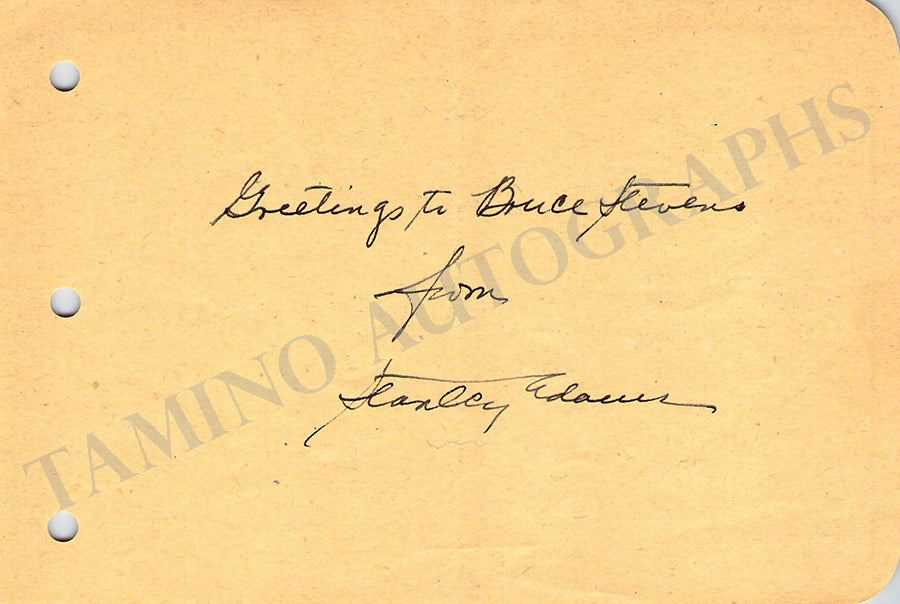 Greetings to Bruce Stevens
from
Stanley Adams
TAMINO AUTOGRAPHS